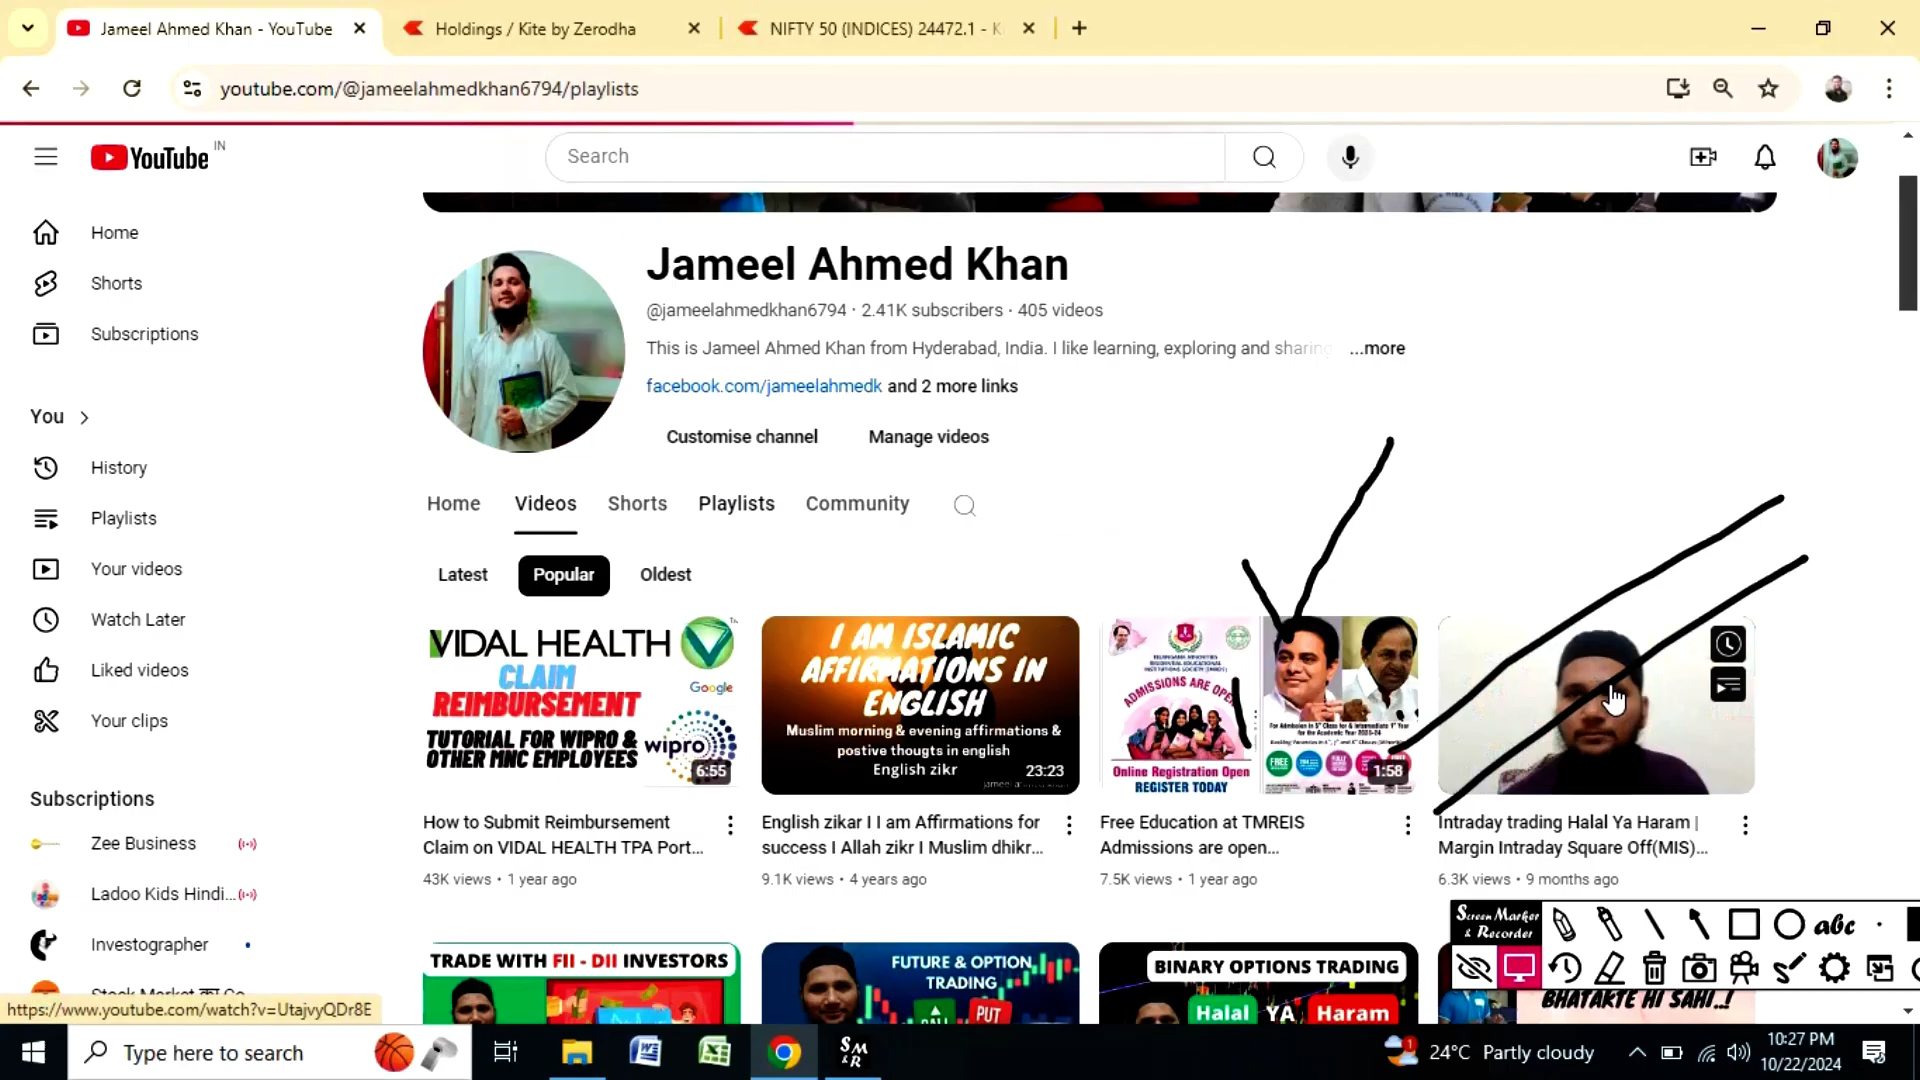 Jameel Ahmed Khan - YouTube
Holdings / Kite by Zerodha
NIFTY 50 (INDICES) 24472.1 -
youtube.com/@jameelahmedkhan6794/playlists
YouTube IN
Search
Home
Shorts
Subscriptions
You
History
Playlists
Your videos
Watch Later
Liked videos
Your clips
Subscriptions
Zee Business
Ladoo Kids Hindi...
Investographer
https://www.youtube.com/watch?v=UtajvyQDr8E
Jameel Ahmed Khan
@jameelahmedkhan6794 · 2.41K subscribers · 405 videos
This is Jameel Ahmed Khan from Hyderabad, India. I like learning, exploring and sharing ...more
facebook.com/jameelahmedk and 2 more links
Customise channel
Manage videos
Home Videos Shorts Playlists Community
Latest Popular Oldest
VIDAL HEALTH
CLAIM
Google
REIMBURSEMENT
TUTORIAL FOR WIPRO &
OTHER MNC EMPLOYEES
wipro
6:55
How to Submit Reimbursement
Claim on VIDAL HEALTH TPA Port...
43K views · 1 year ago
I AM ISLAMIC
AFFIRMATIONS IN
ENGLISH
Muslim morning & evening affirmations &
postive thougts in english
English zikr
23:23
English zikar I I am Affirmations for
success I Allah zikr I Muslim dhikr...
9.1K views · 4 years ago
ADMISSIONS ARE OPEN
Online Registration Open
REGISTER TODAY
FREE
1:58
Free Education at TMREIS
Admissions are open...
7.5K views · 1 year ago
Intraday trading Halal Ya Haram |
Margin Intraday Square Off(MIS)...
6.3K views · 9 months ago
TRADE WITH FII - DII INVESTORS
FUTURE & OPTION
TRADING
CALL
PUT
BINARY OPTIONS TRADING
Halal YA Haram
BHATAKTE HI SAHI..!
Screen Marker
& Recorder
abc
Type here to search
SMR
24°C Partly cloudy
10:27 PM
10/22/2024